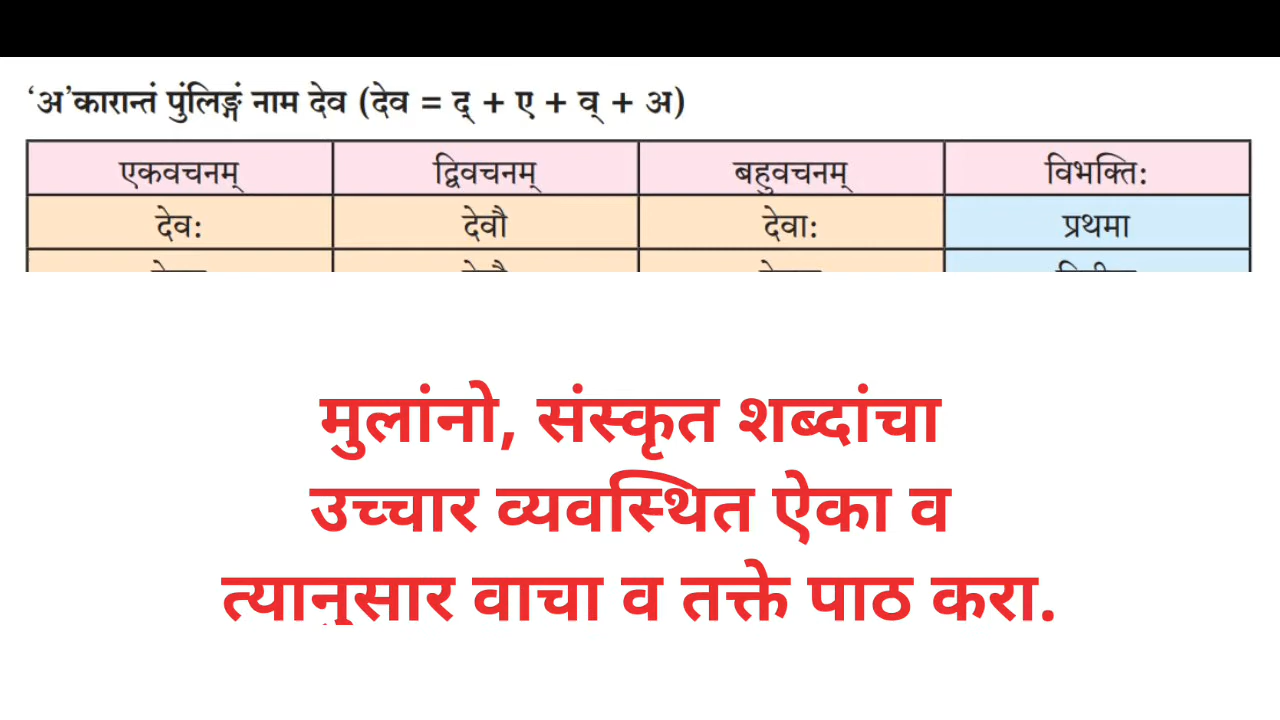 ‘अ’कारान्तं पुंलिङ्गं नाम देव (देव = द् + ए + व् + अ)
एकवचनम् द्विवचनम् बहुवचनम् विभक्तिः
देवः देवौ देवाः प्रथमा
मुलांनो, संस्कृत शब्दांचा
उच्चार व्यवस्थित ऐका व
त्यानुसार वाचा व तक्ते पाठ करा.